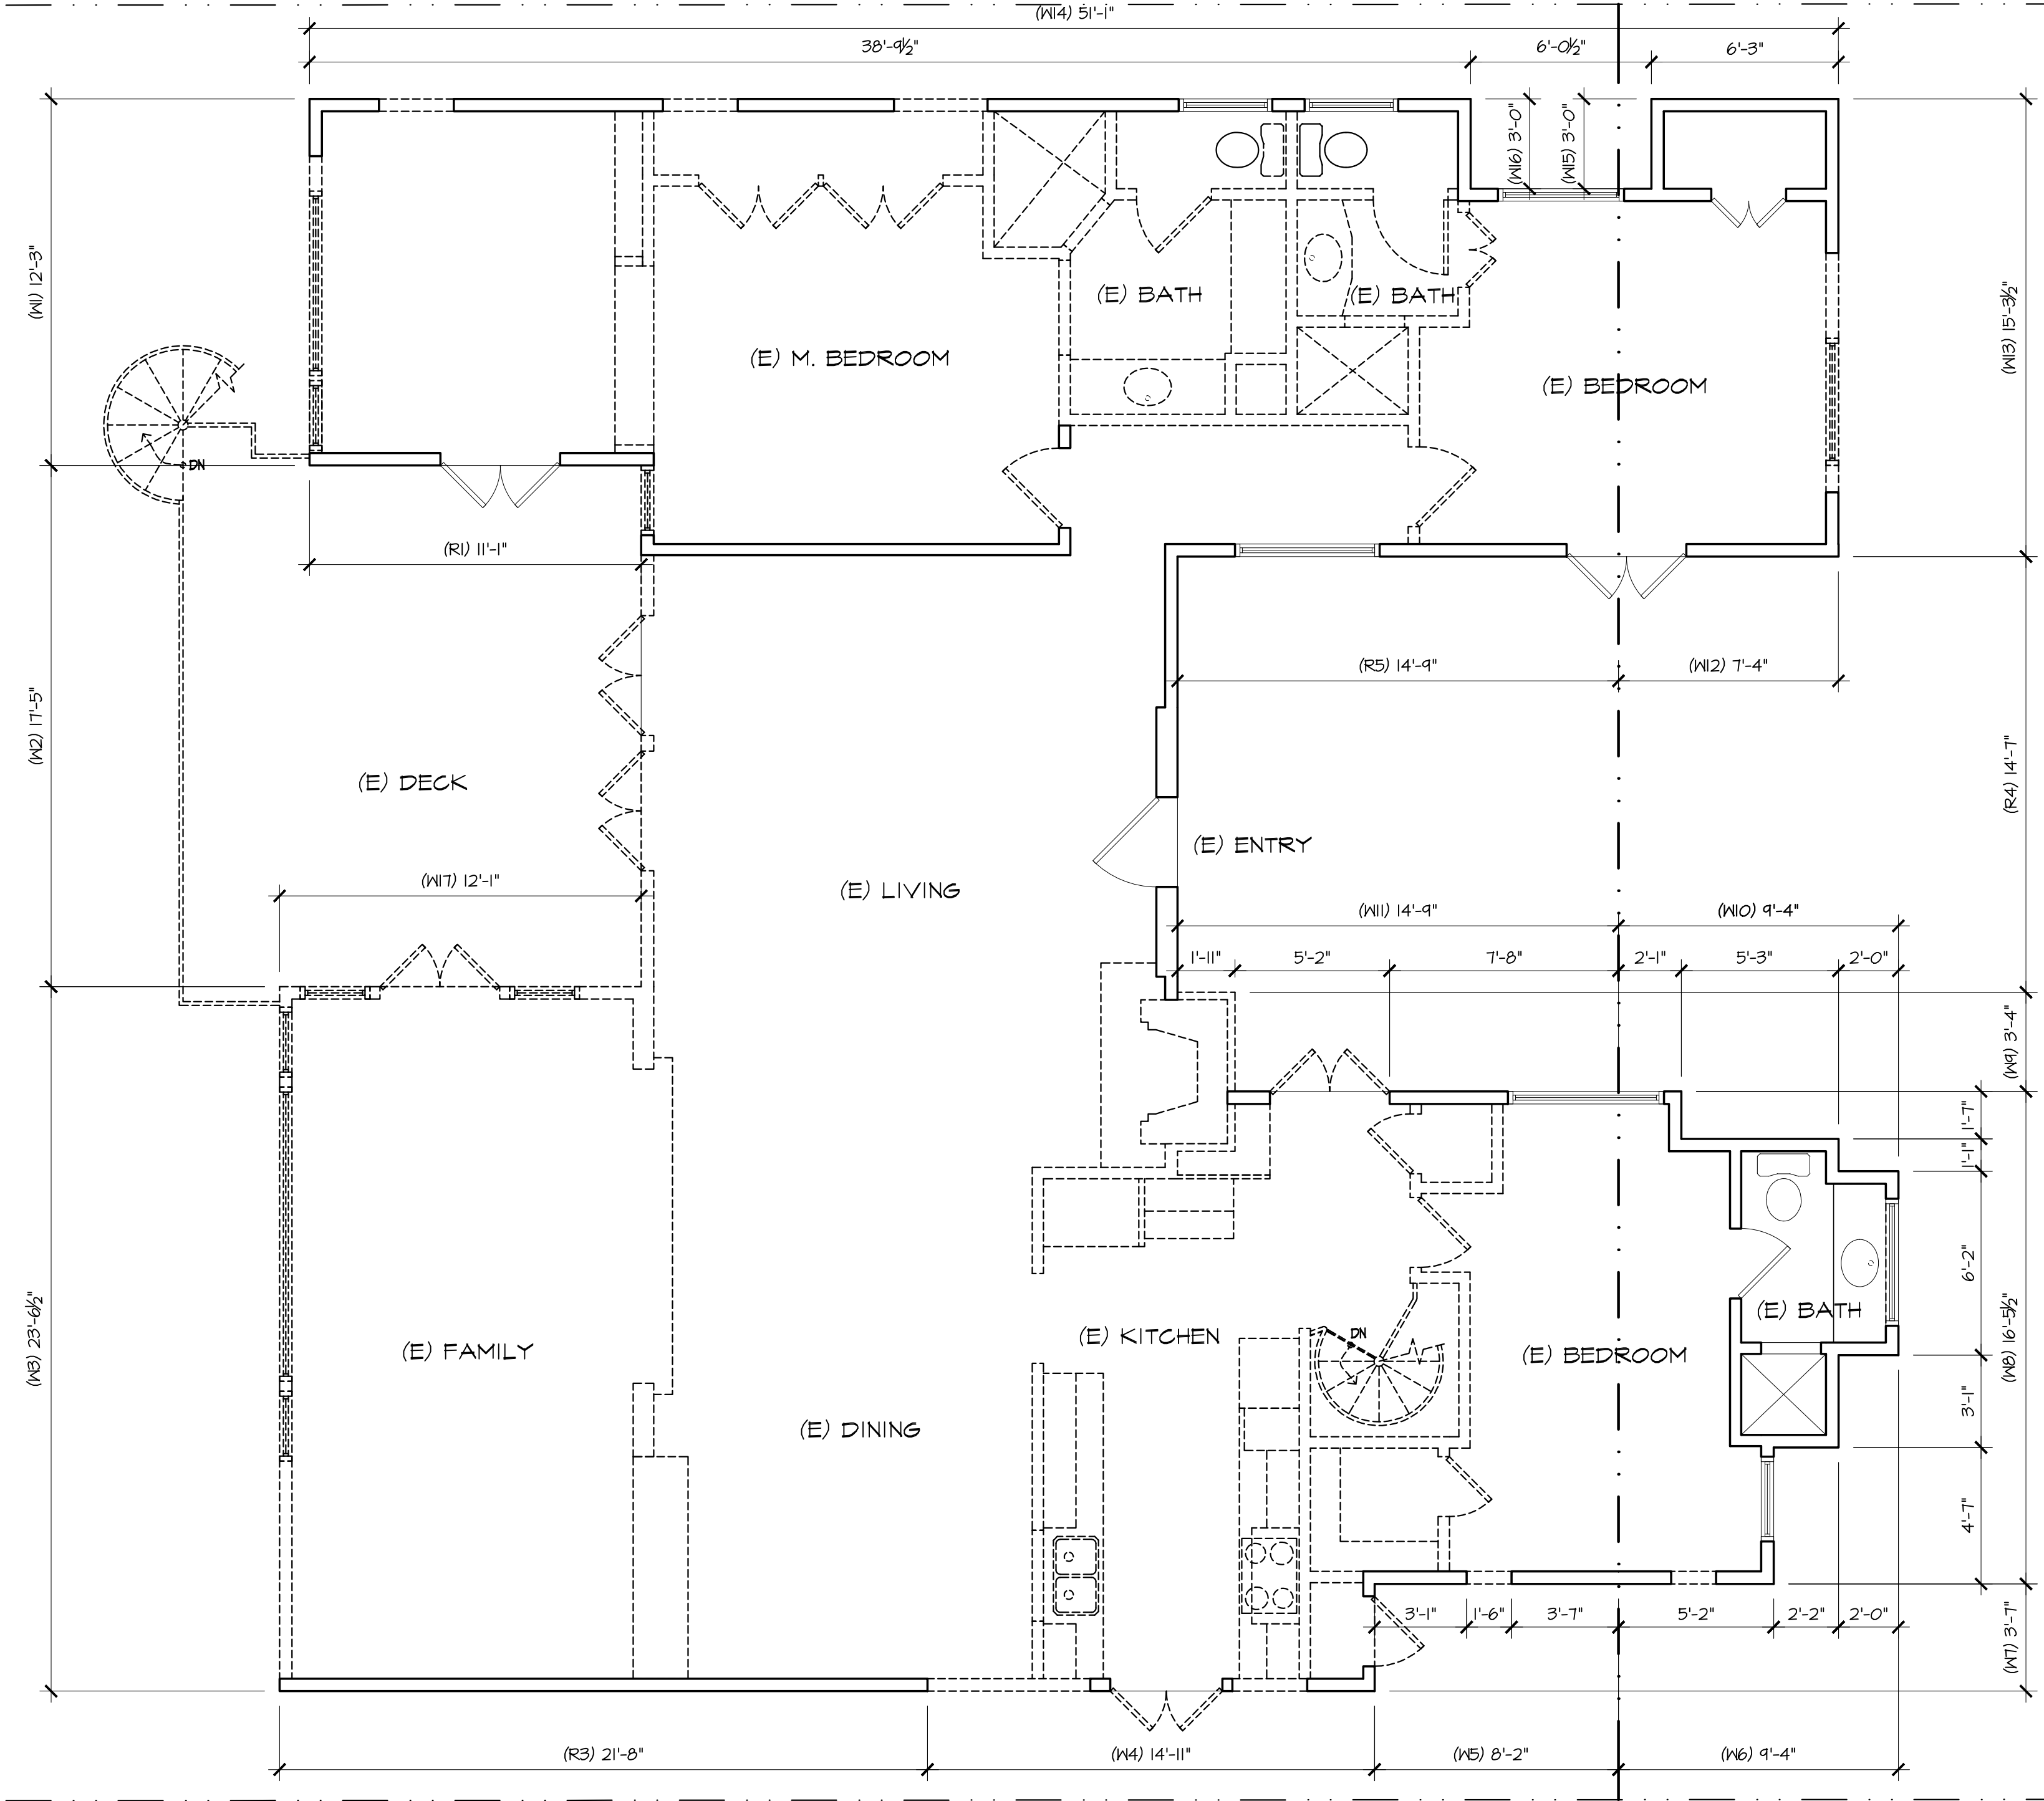 (W14) 51'-1"
38'-9½"
6'-0½"
6'-3"
(W16) 3'-0"
(W15) 3'-0"
(W1) 12'-3"
(W13) 15'-3½"
(E) BATH
(E) BATH
(E) M. BEDROOM
(E) BEDROOM
DN
(R1) 11'-1"
(R5) 14'-9"
(W12) 7'-4"
(W2) 17'-5"
(R4) 14'-7"
(E) DECK
(E) ENTRY
(W17) 12'-1"
(E) LIVING
(W11) 14'-9"
(W10) 9'-4"
1'-11"
5'-2"
7'-8"
2'-1"
5'-3"
2'-0"
(W9) 3'-4"
1'-7"
1'-1"
6'-2"
(E) BATH
(E) KITCHEN
DN
(E) FAMILY
(E) BEDROOM
(W3) 23'-6½"
(W8) 16'-5½"
3'-1"
(E) DINING
4'-7"
3'-1"
1'-6"
3'-7"
5'-2"
2'-2"
2'-0"
(W7) 3'-7"
(R3) 21'-8"
(W4) 14'-11"
(W5) 8'-2"
(W6) 9'-4"